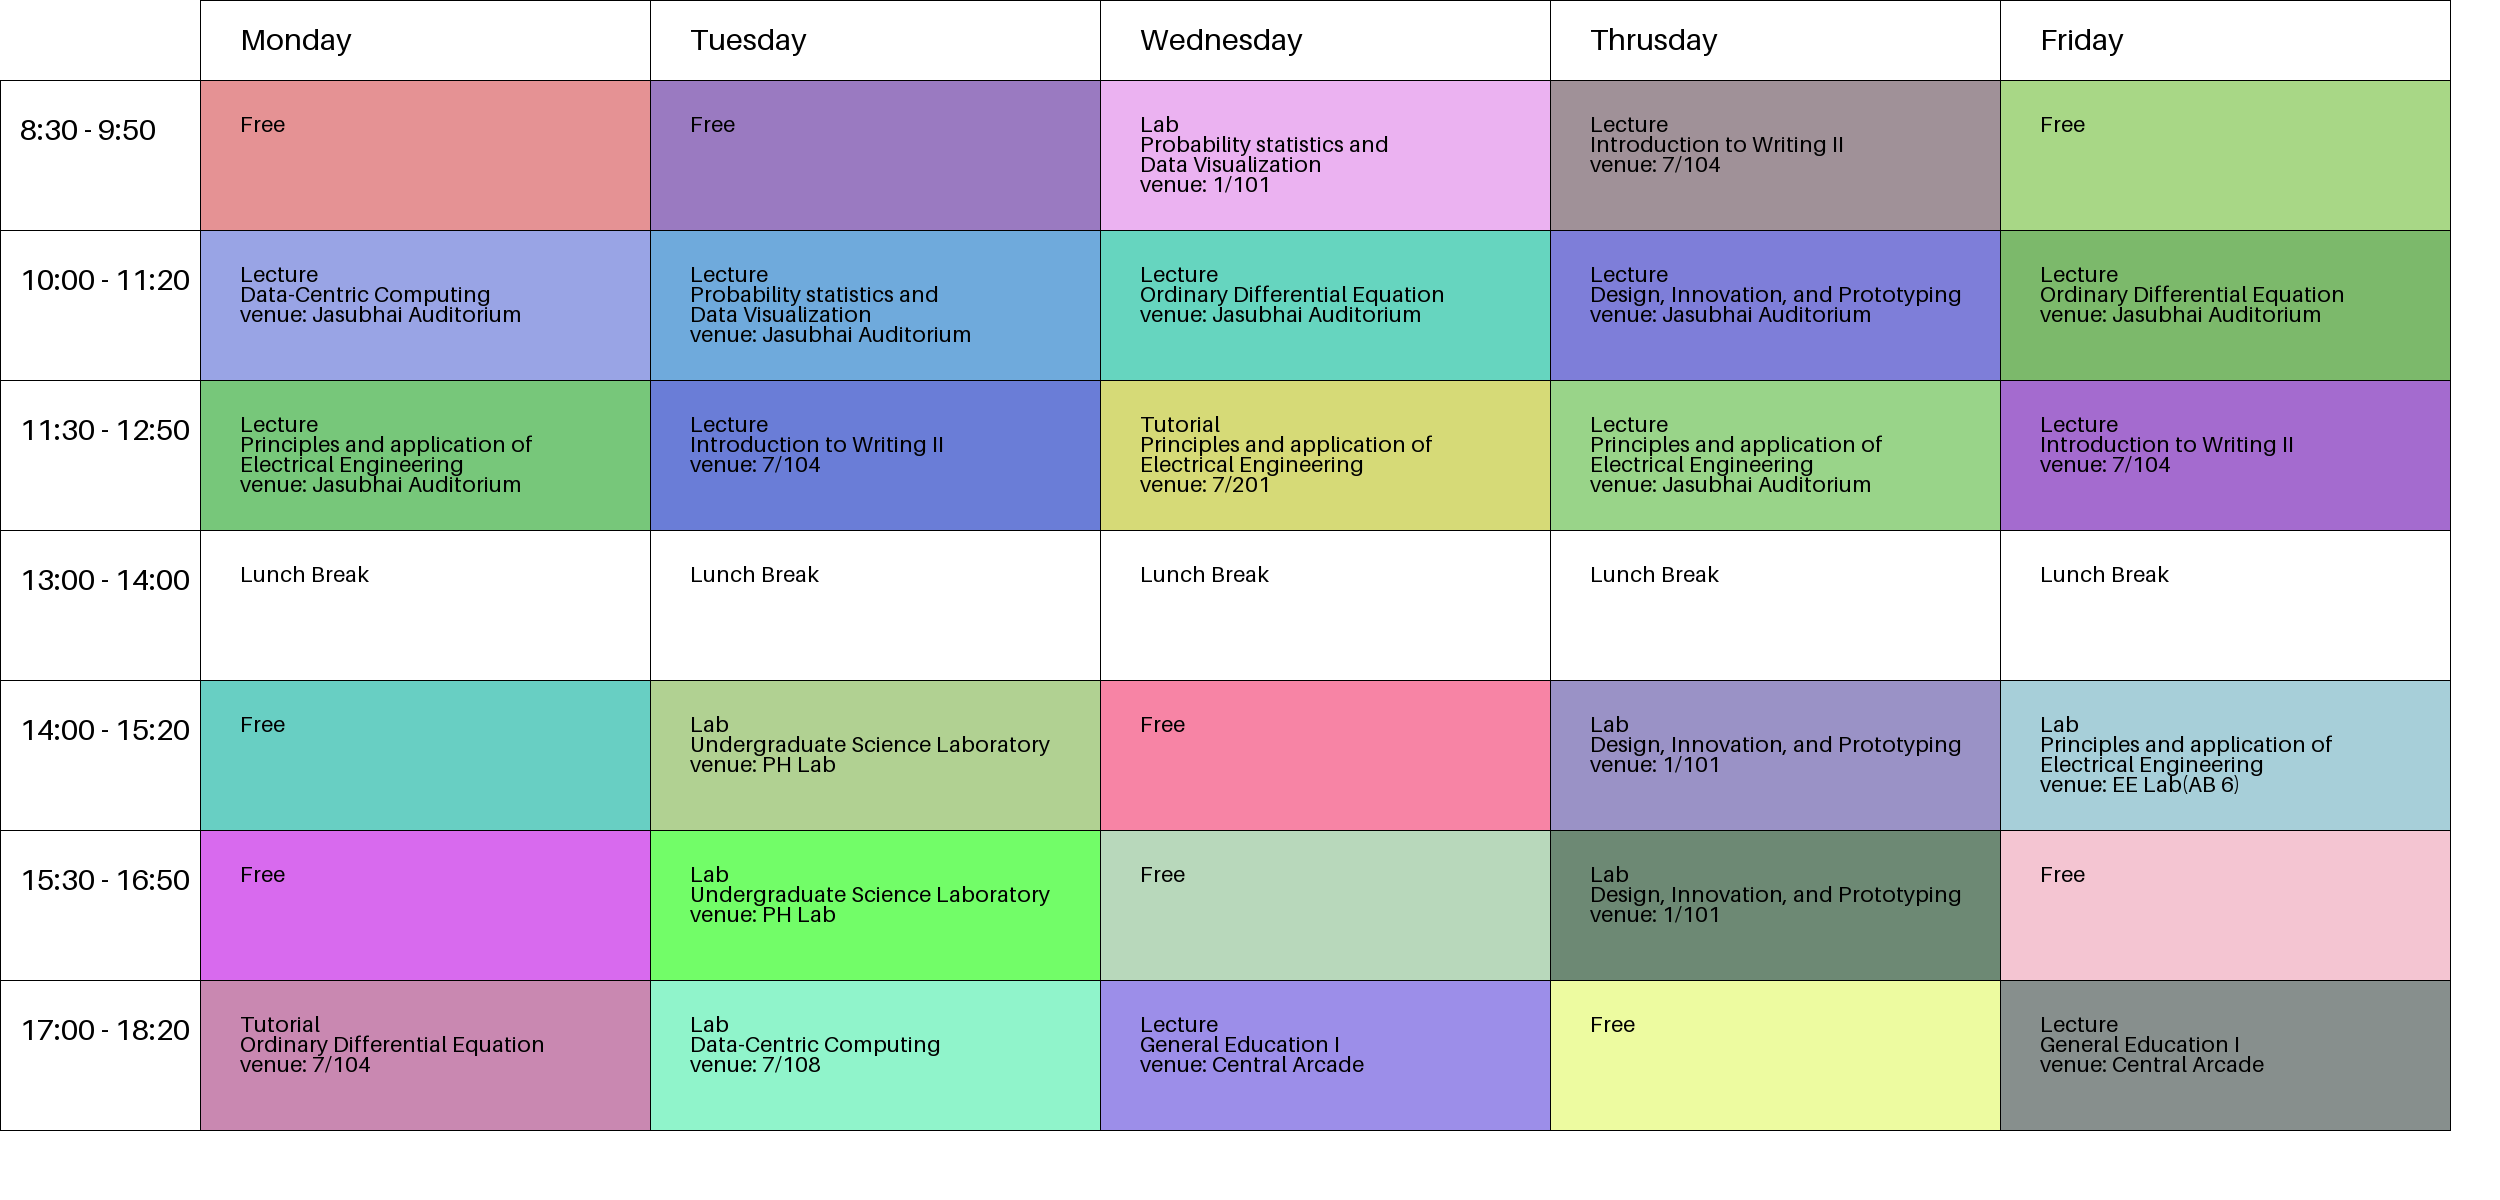 Monday
Tuesday
Wednesday
Thrusday
Friday
8:30 - 9:50
Free
Free
Lab
Probability statistics and
Data Visualization
venue: 1/101
Lecture
Introduction to Writing II
venue: 7/104
Free
10:00 - 11:20
Lecture
Data-Centric Computing
venue: Jasubhai Auditorium
Lecture
Probability statistics and
Data Visualization
venue: Jasubhai Auditorium
Lecture
Ordinary Differential Equation
venue: Jasubhai Auditorium
Lecture
Design, Innovation, and Prototyping
venue: Jasubhai Auditorium
Lecture
Ordinary Differential Equation
venue: Jasubhai Auditorium
11:30 - 12:50
Lecture
Principles and application of
Electrical Engineering
venue: Jasubhai Auditorium
Lecture
Introduction to Writing II
venue: 7/104
Tutorial
Principles and application of
Electrical Engineering
venue: 7/201
Lecture
Principles and application of
Electrical Engineering
venue: Jasubhai Auditorium
Lecture
Introduction to Writing II
venue: 7/104
13:00 - 14:00
Lunch Break
Lunch Break
Lunch Break
Lunch Break
Lunch Break
14:00 - 15:20
Free
Lab
Undergraduate Science Laboratory
venue: PH Lab
Free
Lab
Design, Innovation, and Prototyping
venue: 1/101
Lab
Principles and application of
Electrical Engineering
venue: EE Lab(AB 6)
15:30 - 16:50
Free
Lab
Undergraduate Science Laboratory
venue: PH Lab
Free
Lab
Design, Innovation, and Prototyping
venue: 1/101
Free
17:00 - 18:20
Tutorial
Ordinary Differential Equation
venue: 7/104
Lab
Data-Centric Computing
venue: 7/108
Lecture
General Education I
venue: Central Arcade
Free
Lecture
General Education I
venue: Central Arcade